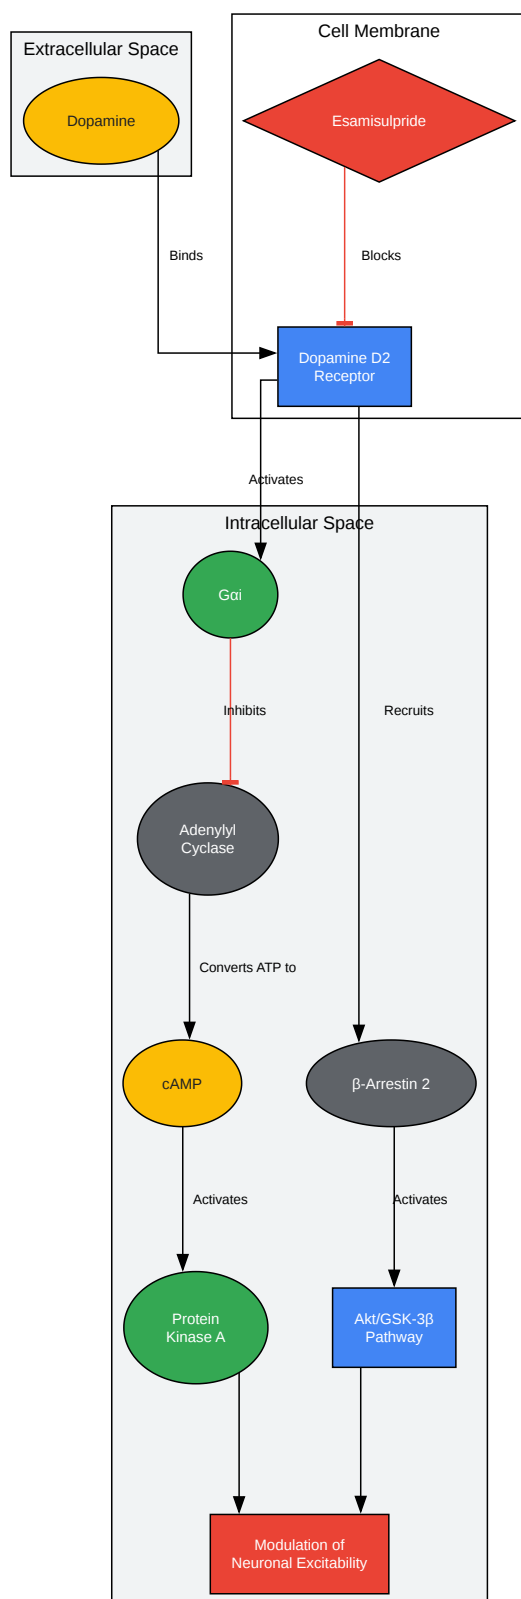 Cell Membrane
Extracellular Space
Dopamine
Esamisulpride
Binds
Blocks
Dopamine D2
Receptor
Activates
Intracellular Space
Gαi
Inhibits
Recruits
Adenylyl
Cyclase
Converts ATP to
cAMP
β-Arrestin 2
Activates
Activates
Protein
Kinase A
Akt/GSK-3β
Pathway
Modulation of
Neuronal Excitability